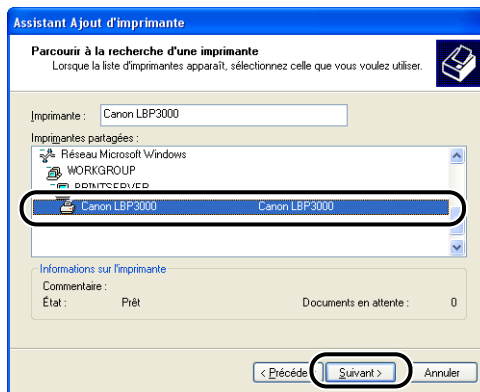 Assistant Ajout d'imprimante
Parcourir à la recherche d'une imprimante
Lorsque la liste d'imprimantes apparaît, sélectionnez celle que vous voulez utiliser.
Imprimante : Canon LBP3000
Imprimantes partagées :
Réseau Microsoft Windows
WORKGROUP
PRINTSERVER
Canon LBP3000 Canon LBP3000
Informations sur l'imprimante
Commentaire :
État : Prêt Documents en attente : 0
< Précéde Suivant > Annuler